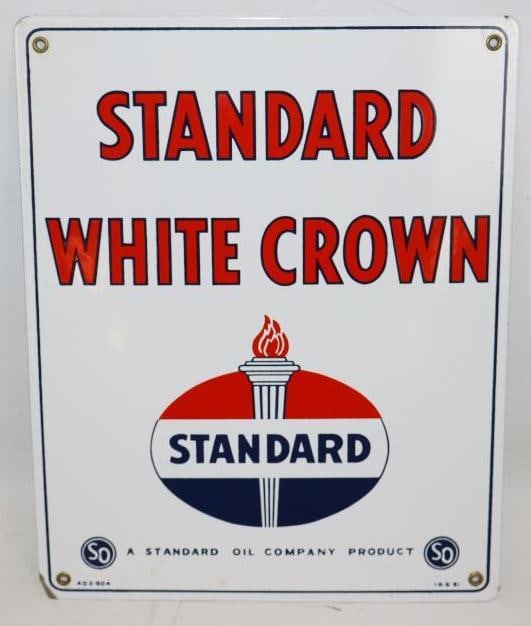 STANDARD
WHITE CROWN
STANDARD
SO A STANDARD OIL COMPANY PRODUCT SO